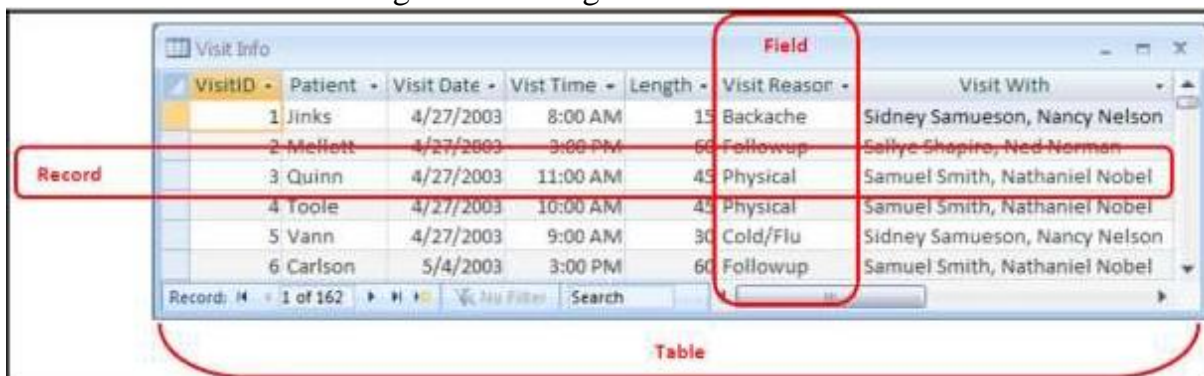 Visit Info
Field
VisitID Patient Visit Date Vist Time Length Visit Reason Visit With
1 Jinks 4/27/2003 8:00 AM 15 Backache Sidney Samueson, Nancy Nelson
2 Mellott 4/27/2003 3:00 PM 60 Followup Sallye Shapiro, Ned Norman
Record
3 Quinn 4/27/2003 11:00 AM 45 Physical Samuel Smith, Nathaniel Nobel
4 Toole 4/27/2003 10:00 AM 45 Physical Samuel Smith, Nathaniel Nobel
5 Vann 4/27/2003 9:00 AM 30 Cold/Flu Sidney Samueson, Nancy Nelson
6 Carlson 5/4/2003 3:00 PM 60 Followup Samuel Smith, Nathaniel Nobel
Record: 1 of 162 No Filter Search
Table